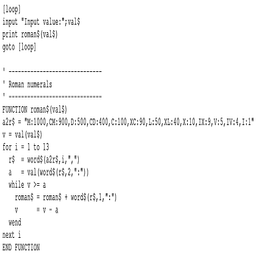 [loop]
input "Input value:";val$
print roman$(val$)
goto [loop]

' ------------------------------
' Roman numerals
' ------------------------------
FUNCTION roman$(val$)
a2r$ = "M:1000,CM:900,D:500,CD:400,C:100,XC:90,L:50,XL:40,X:10,IX:9,V:5,IV:4,I:1"
v = val(val$)
for i = 1 to 13
  r$  = word$(a2r$,i,",")
  a   = val(word$(r$,2,":"))
  while v >= a
    roman$ = roman$ + word$(r$,1,":")
    v      = v - a
  wend
next i
END FUNCTION